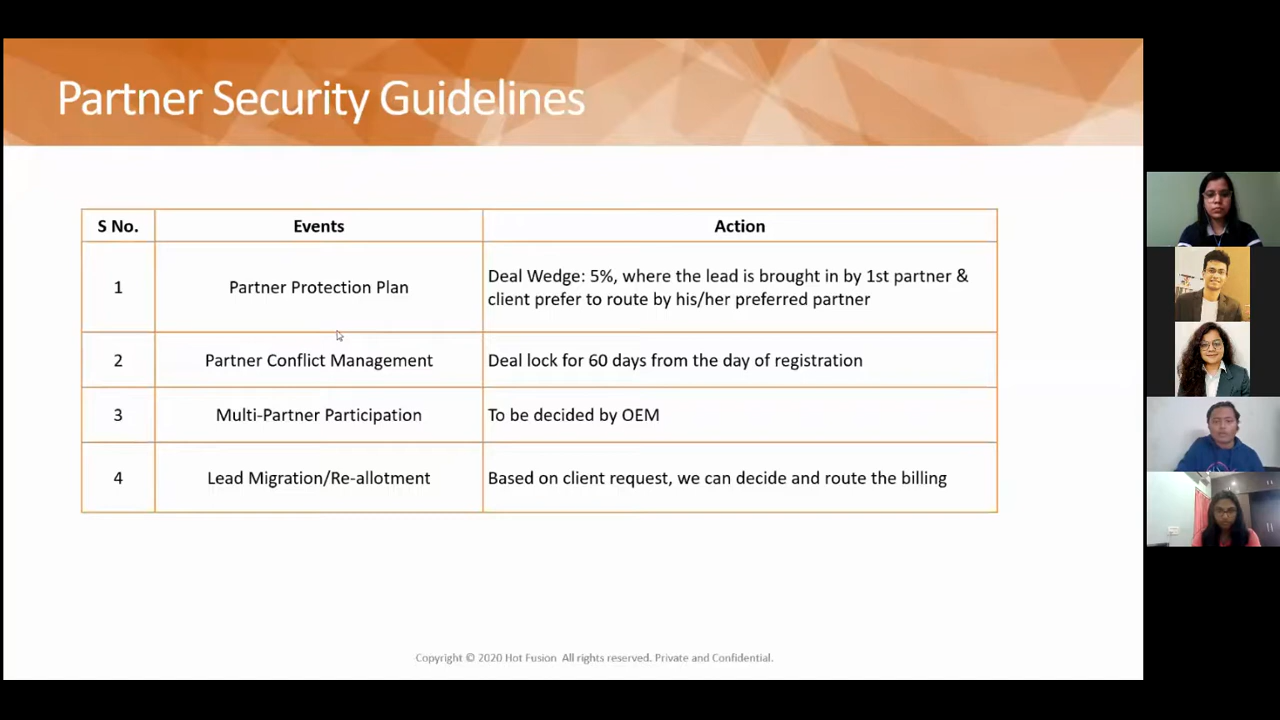 Partner Security Guidelines
S No. Events Action
1 Partner Protection Plan Deal Wedge: 5%, where the lead is brought in by 1st partner &
client prefer to route by his/her preferred partner
2 Partner Conflict Management Deal lock for 60 days from the day of registration
3 Multi-Partner Participation To be decided by OEM
4 Lead Migration/Re-allotment Based on client request, we can decide and route the billing
Copyright © 2020 Hot Fusion All rights reserved. Private and Confidential.